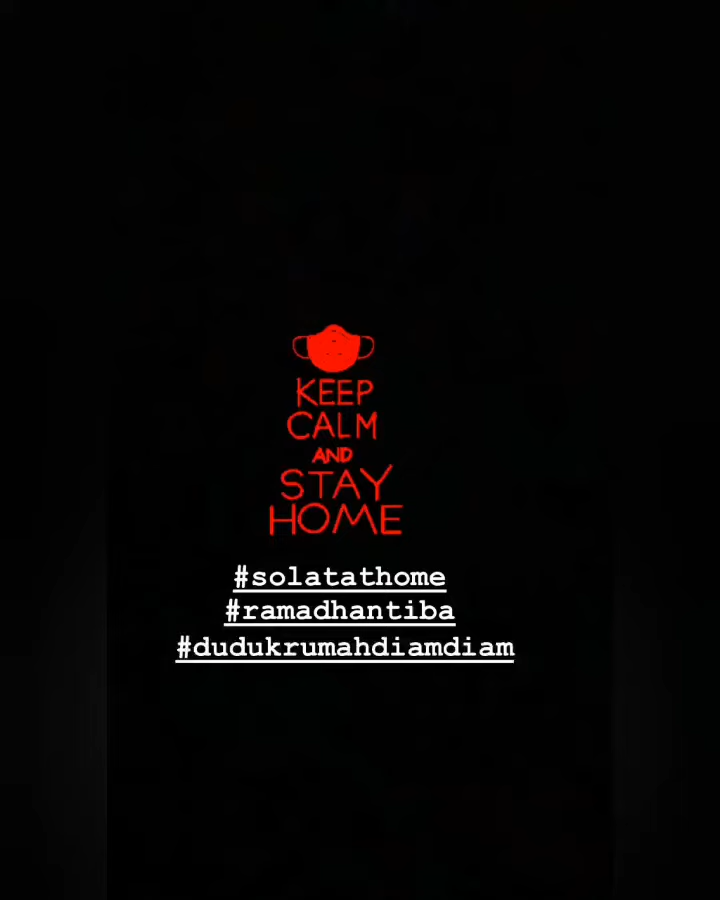 KEEP
CALM
AND
STAY
HOME
#solatathome
#ramadhantiba
#dudukrumahdiamdiam